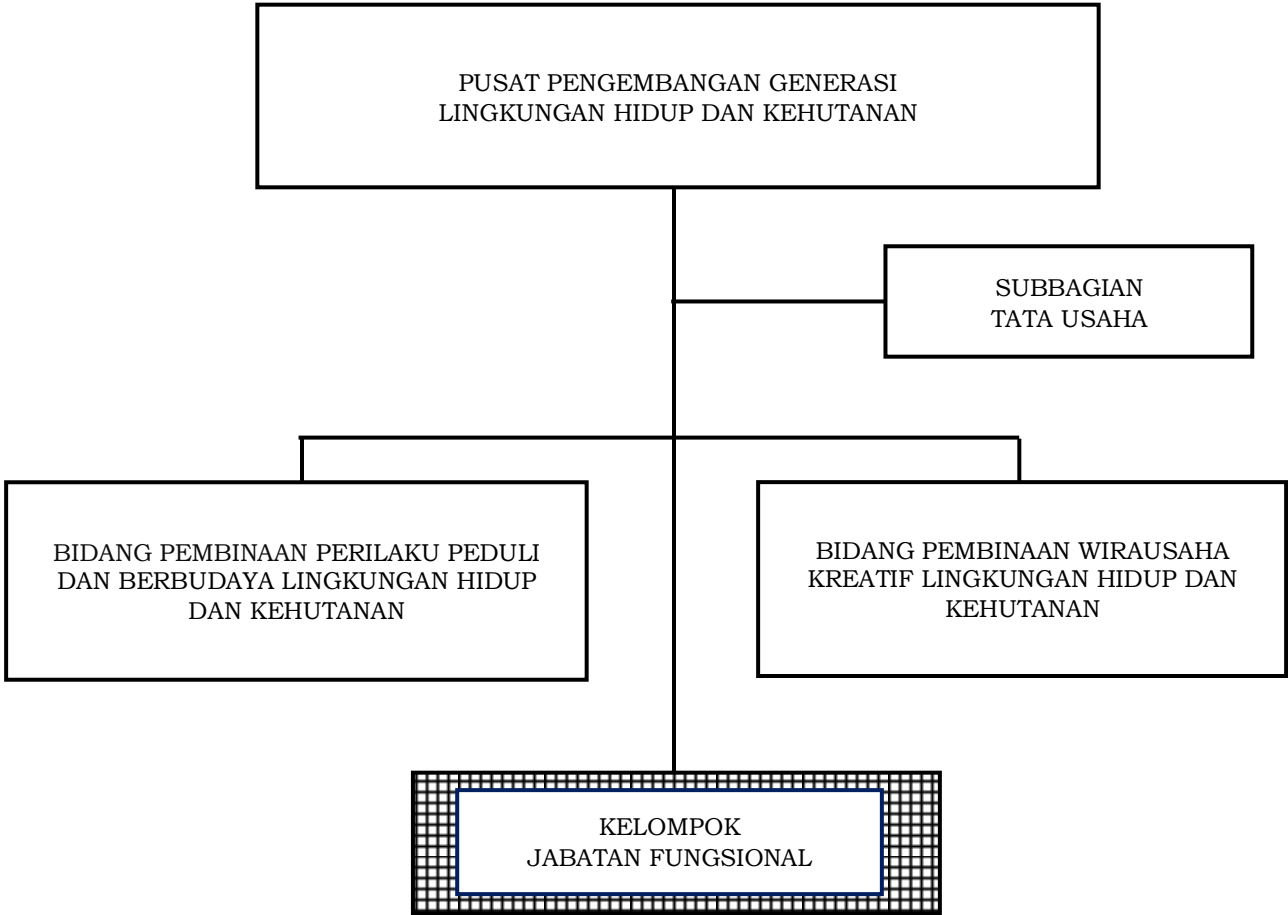 PUSAT PENGEMBANGAN GENERASI
LINGKUNGAN HIDUP DAN KEHUTANAN
SUBBAGIAN
TATA USAHA
BIDANG PEMBINAAN PERILAKU PEDULI
DAN BERBUDAYA LINGKUNGAN HIDUP
DAN KEHUTANAN
BIDANG PEMBINAAN WIRAUSAHA
KREATIF LINGKUNGAN HIDUP DAN
KEHUTANAN
KELOMPOK
JABATAN FUNGSIONAL